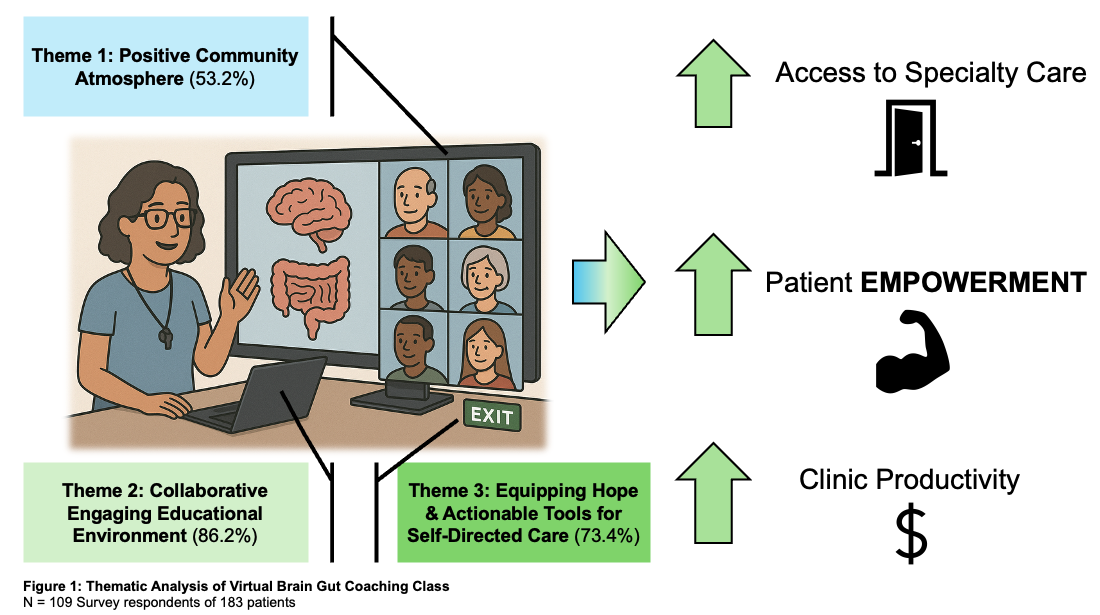 Theme 1: Positive Community
Atmosphere (53.2%)
Access to Specialty Care
Patient EMPOWERMENT
EXIT
Clinic Productivity
$
Theme 2: Collaborative
Engaging Educational
Environment (86.2%)
Theme 3: Equipping Hope
& Actionable Tools for
Self-Directed Care (73.4%)
Figure 1: Thematic Analysis of Virtual Brain Gut Coaching Class
N = 109 Survey respondents of 183 patients